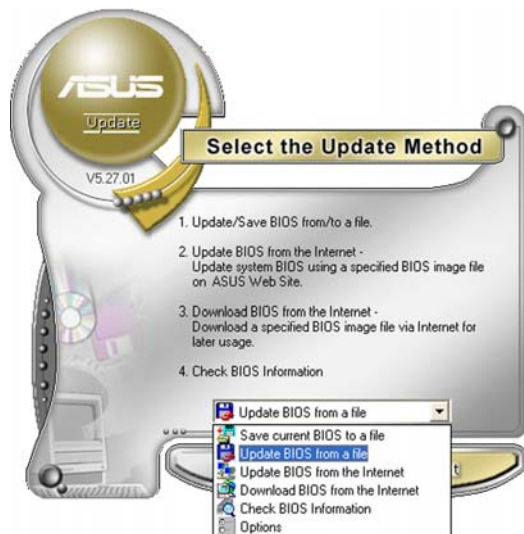 ASUS
Update
V5.27.01
Select the Update Method
1. Update/Save BIOS from/to a file.
2. Update BIOS from the Internet -
Update system BIOS using a specified BIOS image file
on ASUS Web Site.
3. Download BIOS from the Internet -
Download a specified BIOS image file via Internet for
later usage.
4. Check BIOS Information
Update BIOS from a file
Save current BIOS to a file
Update BIOS from a file
Update BIOS from the Internet
Download BIOS from the Internet
Check BIOS Information
Options